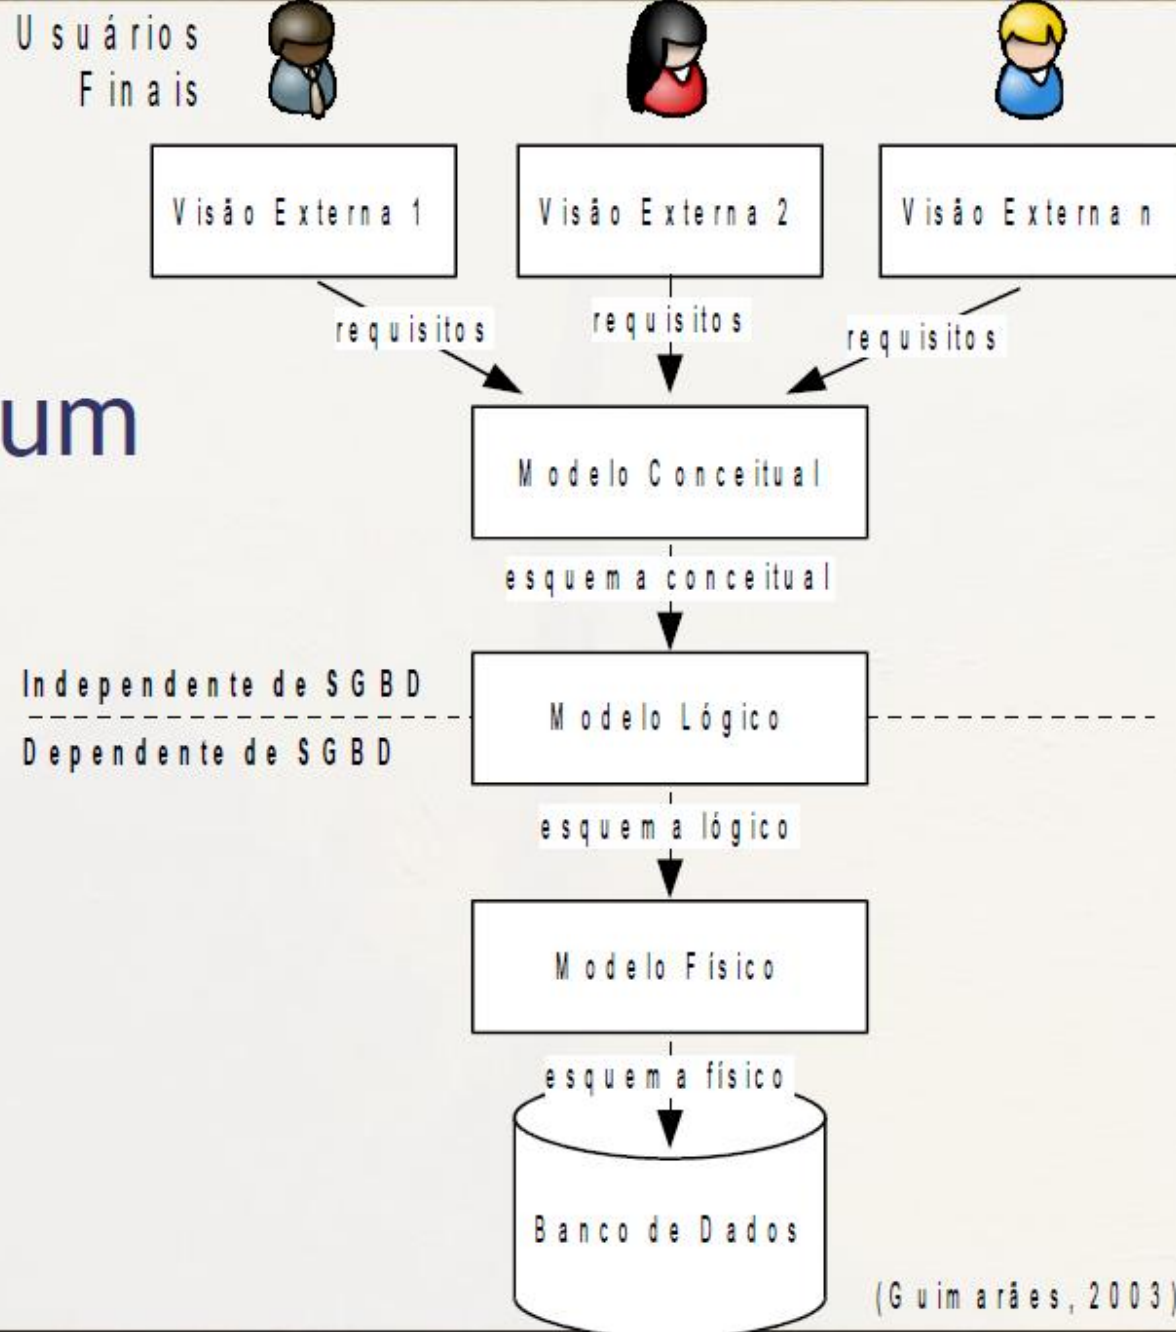 Usuários
Finais
Visão Externa 1
Visão Externa 2
Visão Externa n
requisitos
requisitos
requisitos
um
Modelo Conceitual
esquema conceitual
Independente de SGBD
Modelo Lógico
Dependente de SGBD
esquema lógico
Modelo Físico
esquema físico
Banco de Dados
(Guimarães, 2003)